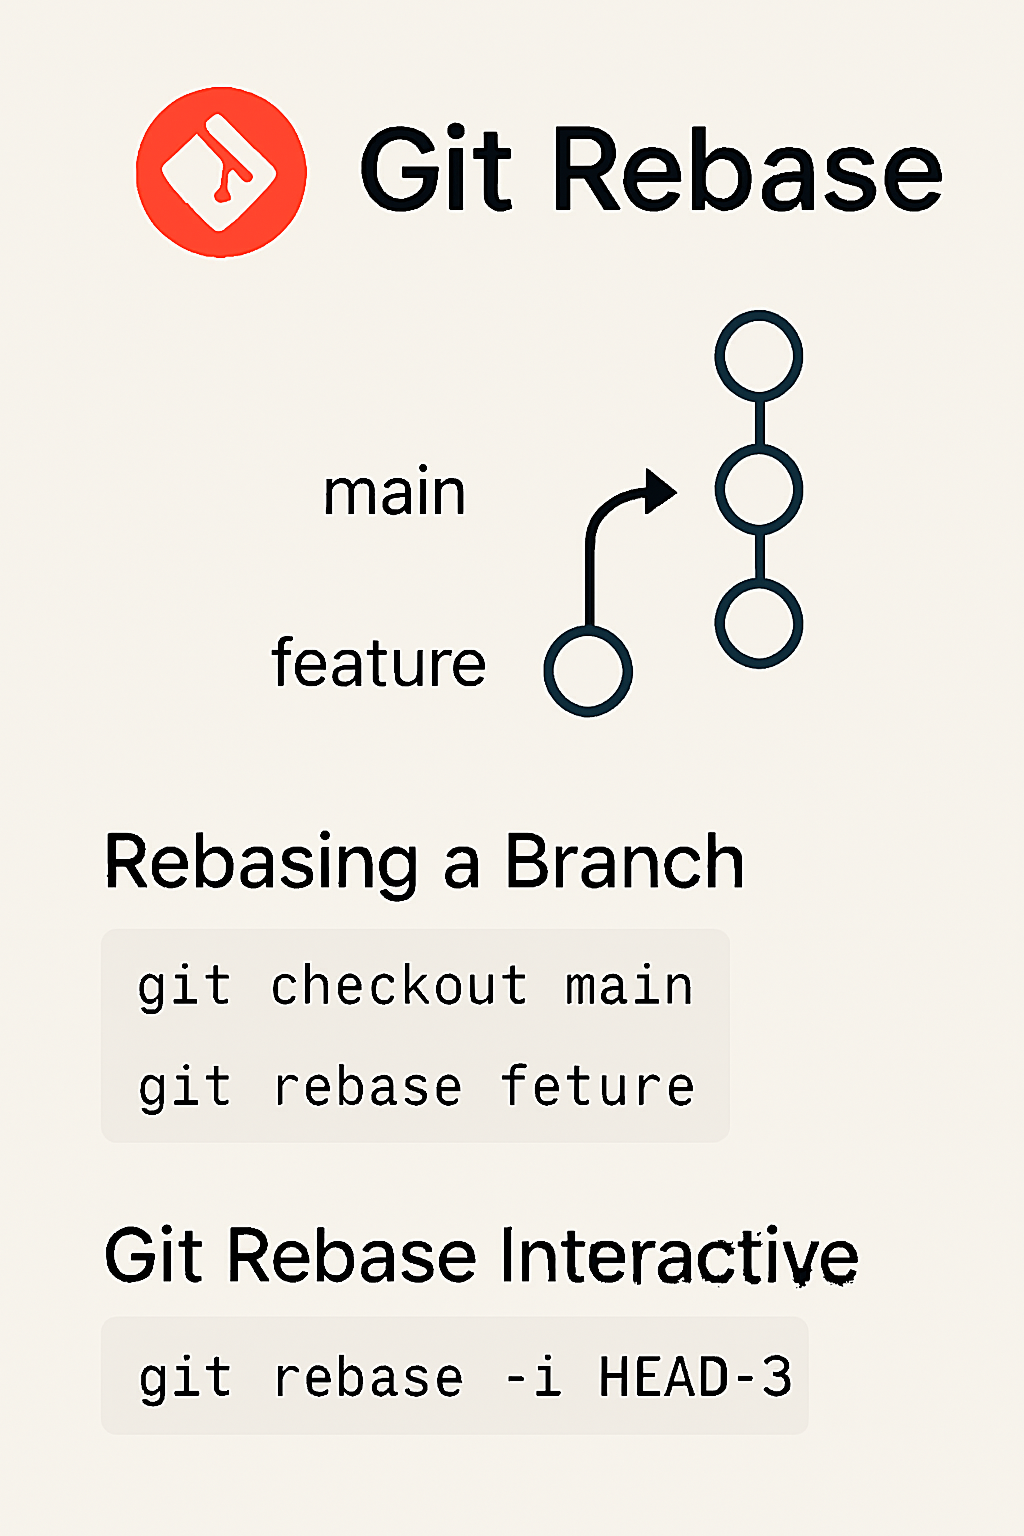 Git Rebase
main
feature
Rebasing a Branch
git checkout main
git rebase feture
Git Rebase Interactive
git rebase -i HEAD-3